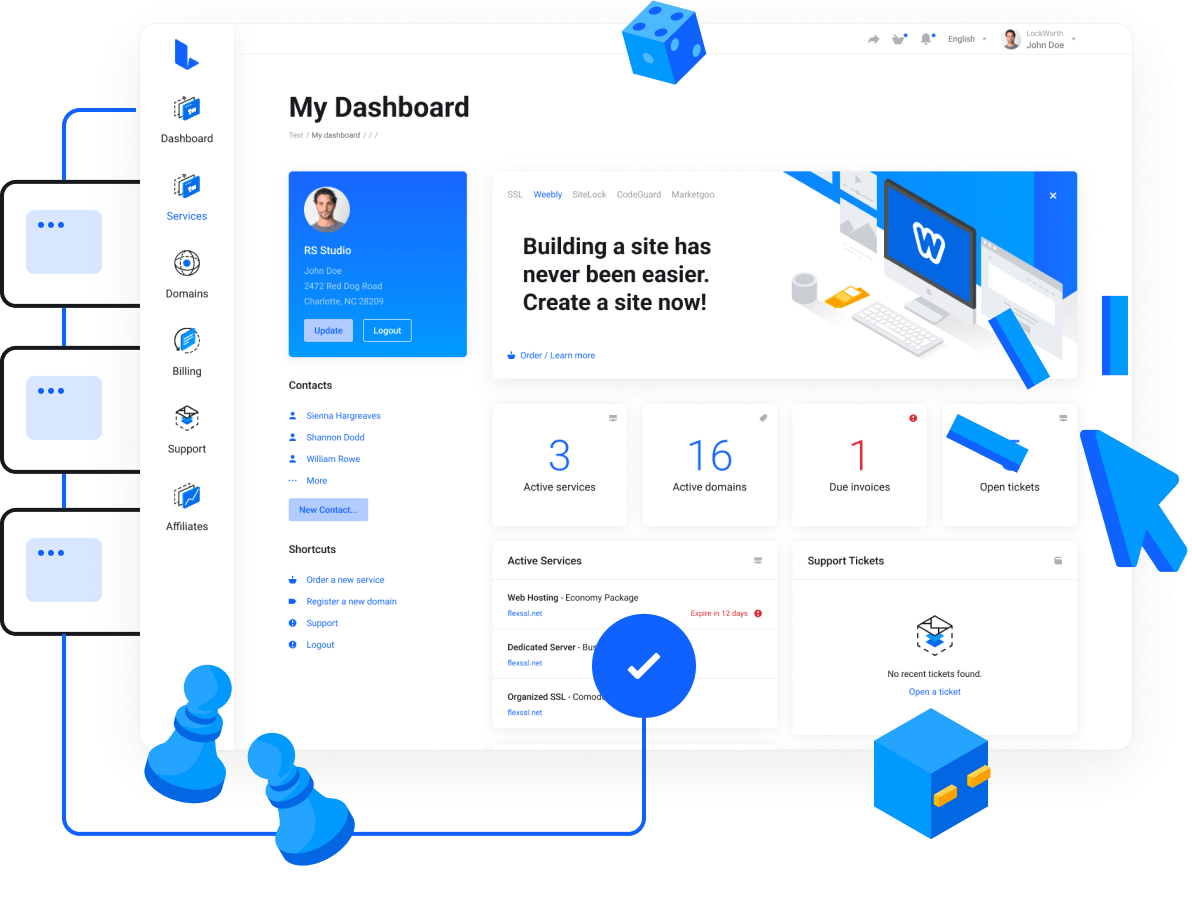 English
LockWorth
John Doe
My Dashboard
Text / My dashboard / / /
Dashboard
Services
Domains
Billing
Support
Affiliates
RS Studio
John Doe
2472 Red Dog Road
Charlotte, NC 28209
Update
Logout
Contacts
Sienna Hargreaves
Shannon Dodd
William Rowe
More
New Contact...
Shortcuts
Order a new service
Register a new domain
Support
Logout
SSL Weebly SiteLock CodeGuard Marketgoo
Building a site has
never been easier.
Create a site now!
Order / Learn more
W
3
Active services
16
Active domains
1
Due invoices
Open tickets
Active Services
Web Hosting - Economy Package
flexssl.net
Expire in 12 days
Dedicated Server -
flexssl.net
Organized SSL -
flexssl.net
Support Tickets
No recent tickets found.
Open a ticket